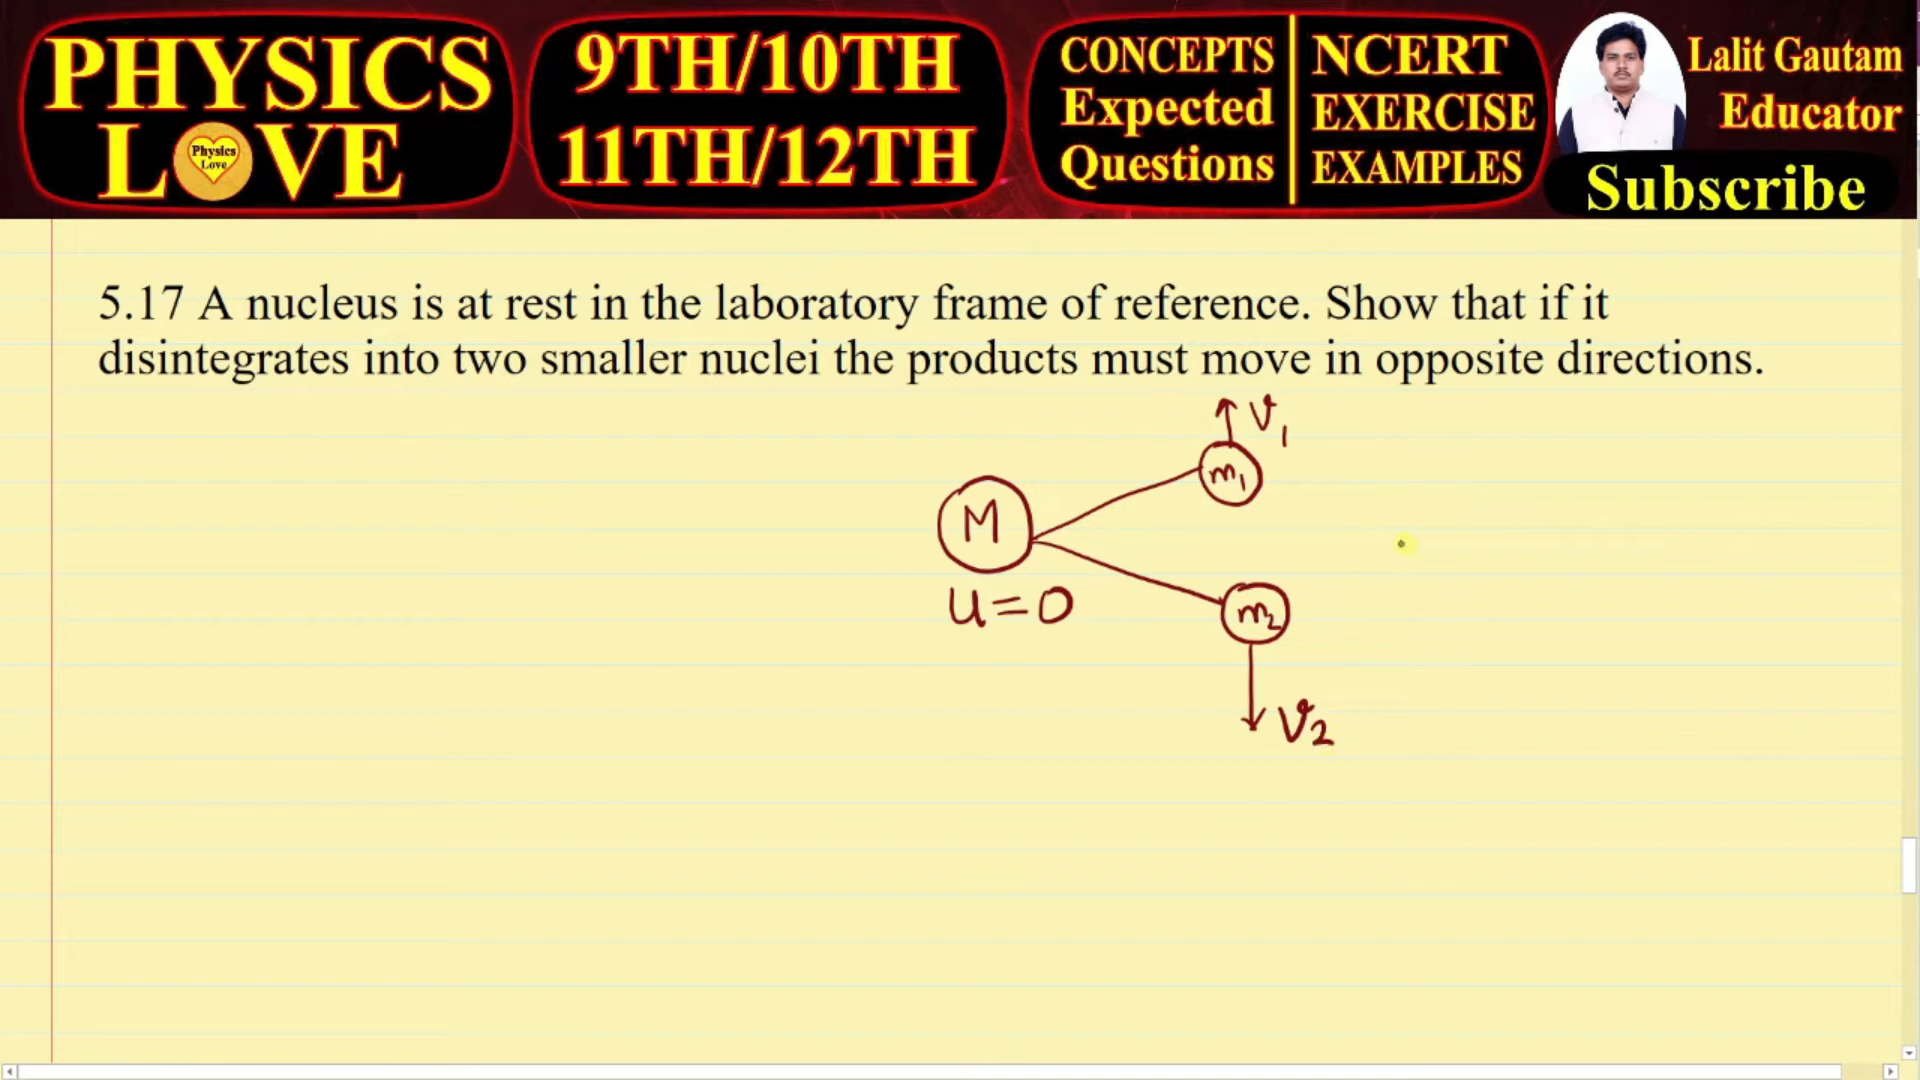 PHYSICS
LOVE
Physics
Love
9TH/10TH
11TH/12TH
CONCEPTS
Expected
Questions
NCERT
EXERCISE
EXAMPLES
Lalit Gautam
Educator
Subscribe
5.17 A nucleus is at rest in the laboratory frame of reference. Show that if it
disintegrates into two smaller nuclei the products must move in opposite directions.
v₁
m₁
M
u=0
m₂
v₂